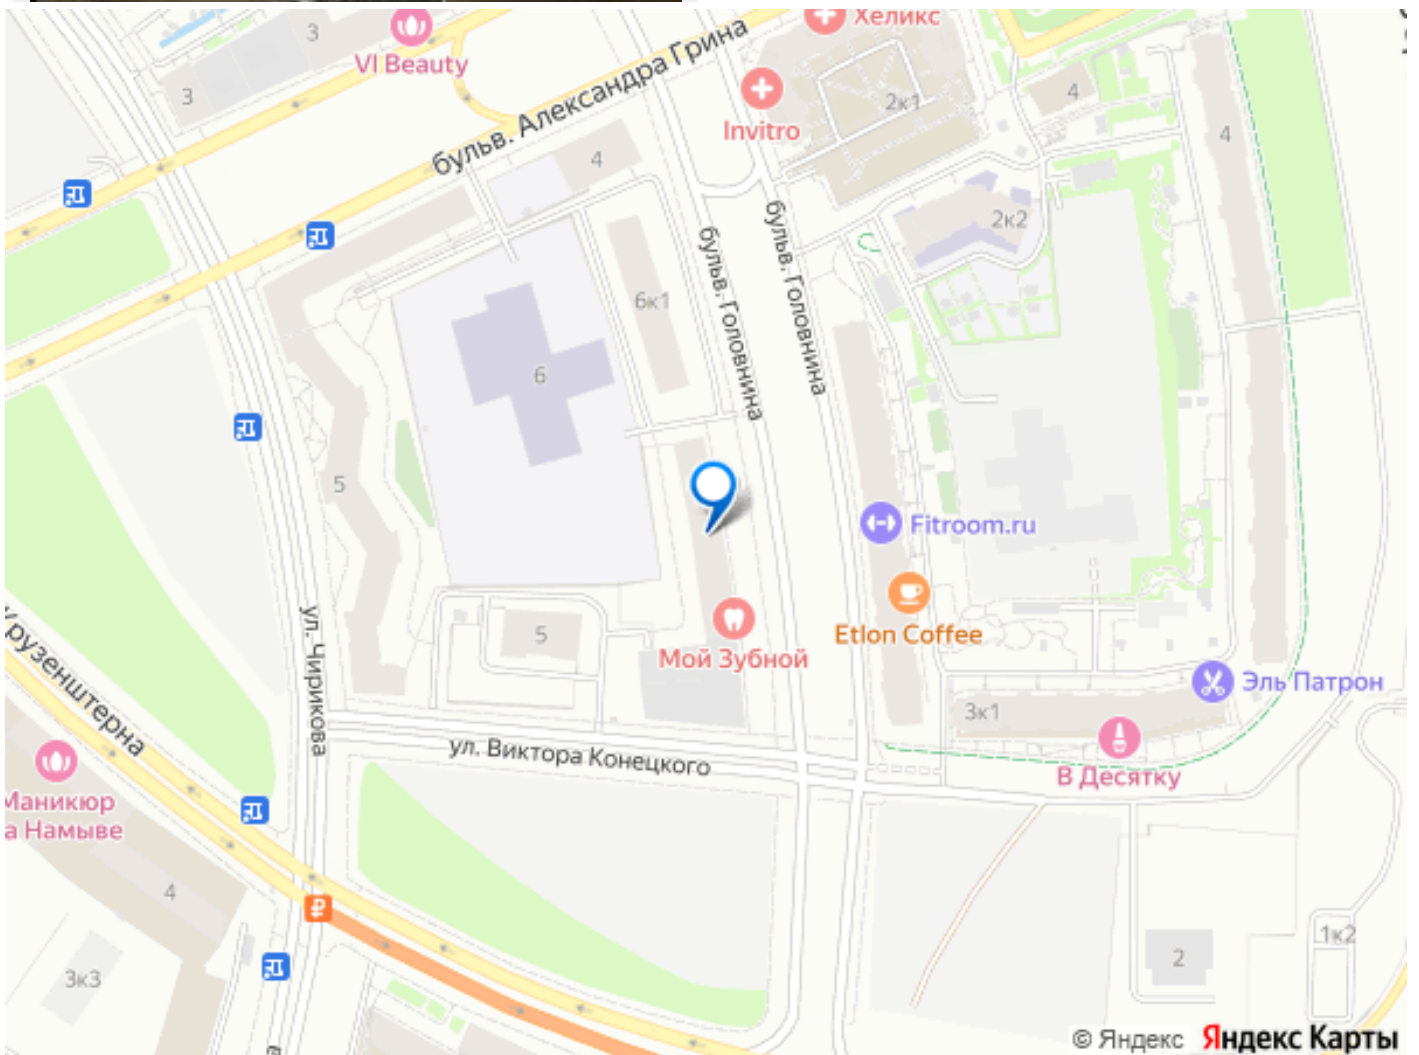 Хеликс
3
VI Beauty
3
бульв. Александра Грина
Invitro
2к1
4
4
4
бульв. Головнина
бульв. Головнина
2к2
6к1
6
5
Fitroom.ru
Etlon Coffee
5
Мой Зубной
Эль Патрон
3к1
В Десятку
ул. Чирикова
ул. Виктора Конецкого
Крузенштерна
Маникюр
а Намыве
4
3к3
2
1к2
© Яндекс Яндекс Карты